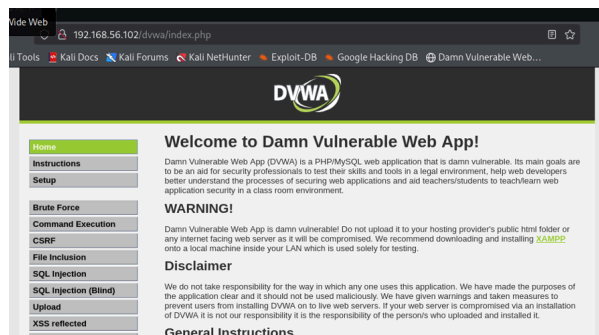 Wide Web
192.168.56.102/dvwa/index.php
li Tools Kali Docs Kali Forums Kali NetHunter Exploit-DB Google Hacking DB Damn Vulnerable Web…
DVWA
Home
Instructions
Setup
Brute Force
Command Execution
CSRF
File Inclusion
SQL Injection
SQL Injection (Blind)
Upload
XSS reflected
Welcome to Damn Vulnerable Web App!
Damn Vulnerable Web App (DVWA) is a PHP/MySQL web application that is damn vulnerable. Its main goals are
to be an aid for security professionals to test their skills and tools in a legal environment, help web developers
better understand the processes of securing web applications and aid teachers/students to teach/learn web
application security in a class room environment.
WARNING!
Damn Vulnerable Web App is damn vulnerable! Do not upload it to your hosting provider's public html folder or
any internet facing web server as it will be compromised. We recommend downloading and installing XAMPP
onto a local machine inside your LAN which is used solely for testing.
Disclaimer
We do not take responsibility for the way in which any one uses this application. We have made the purposes of
the application clear and it should not be used maliciously. We have given warnings and taken measures to
prevent users from installing DVWA on to live web servers. If your web server is compromised via an installation
of DVWA it is not our responsibility it is the responsibility of the person/s who uploaded and installed it.
General Instructions